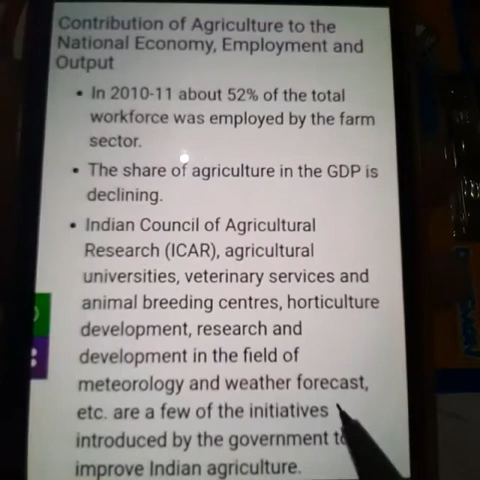 Contribution of Agriculture to the
National Economy, Employment and
Output
• In 2010-11 about 52% of the total
workforce was employed by the farm
sector.
• The share of agriculture in the GDP is
declining.
• Indian Council of Agricultural
Research (ICAR), agricultural
universities, veterinary services and
animal breeding centres, horticulture
development, research and
development in the field of
meteorology and weather forecast,
etc. are a few of the initiatives
introduced by the government to
improve Indian agriculture.